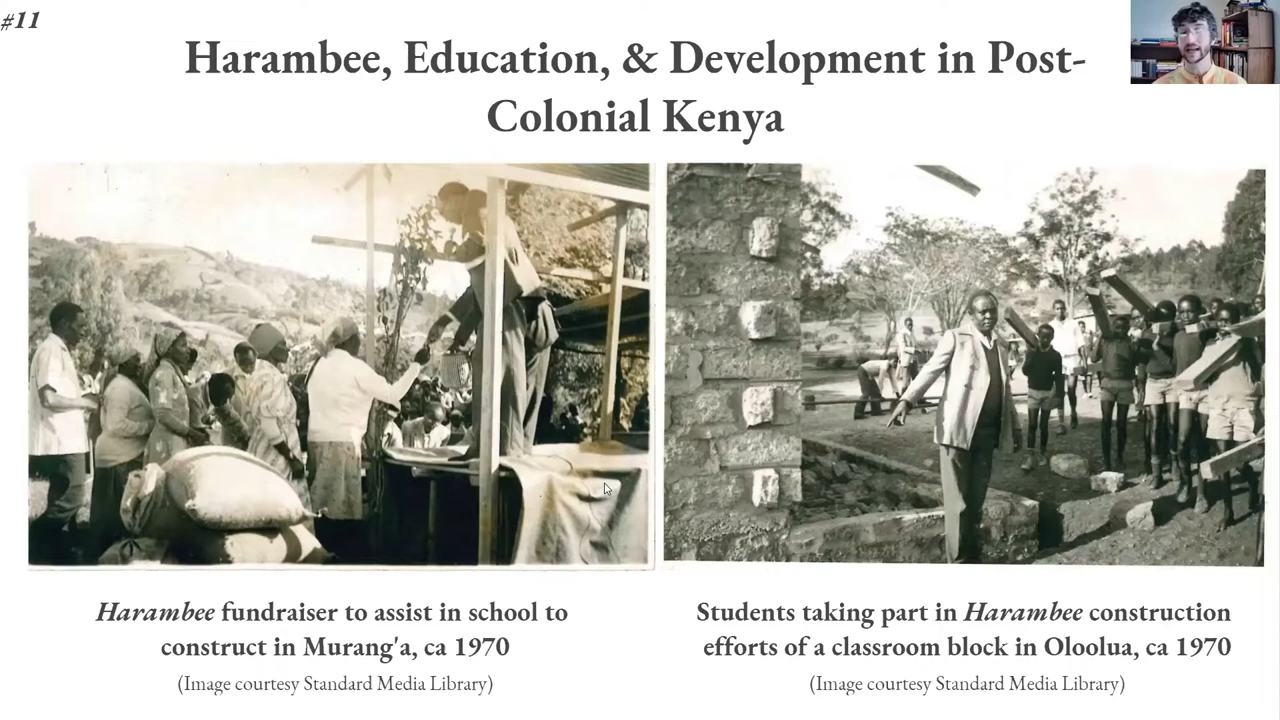 #11
Harambee, Education, & Development in Post-
Colonial Kenya
Harambee fundraiser to assist in school to
construct in Murang'a, ca 1970
(Image courtesy Standard Media Library)
Students taking part in Harambee construction
efforts of a classroom block in Oloolua, ca 1970
(Image courtesy Standard Media Library)